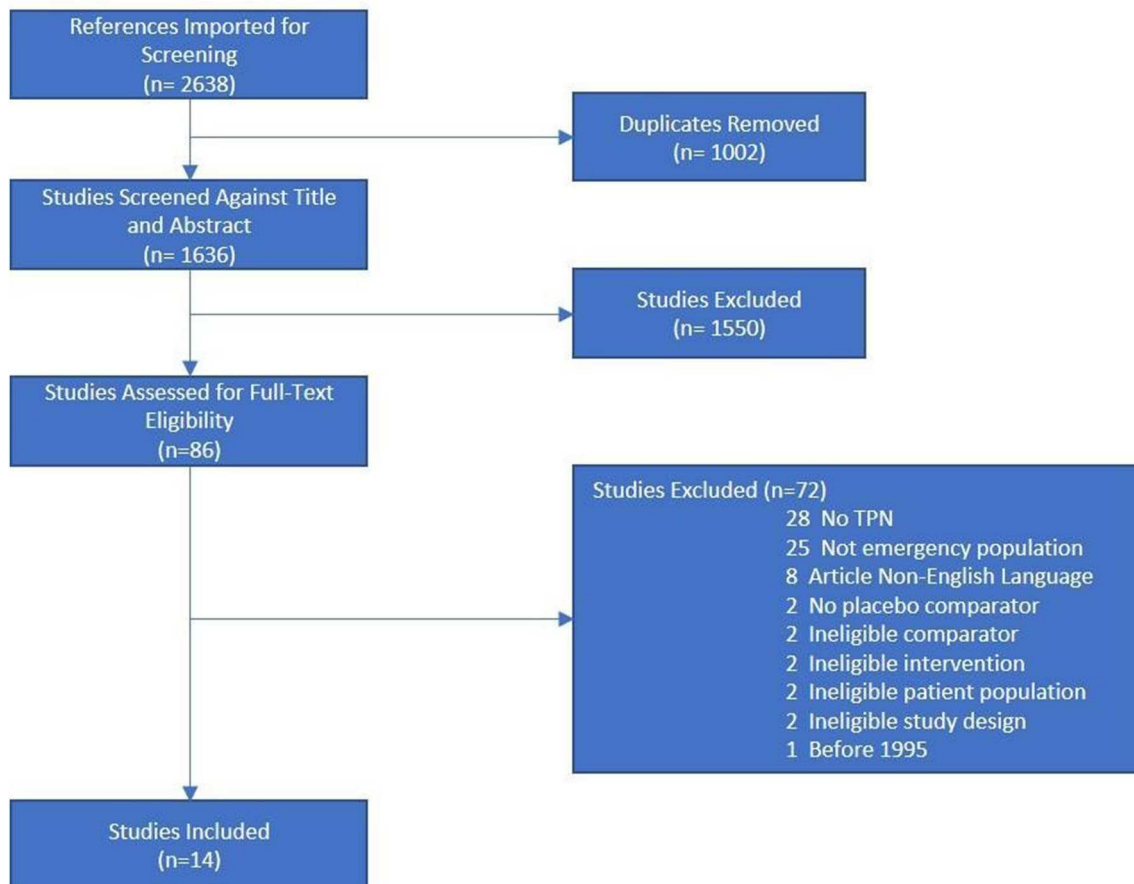 References Imported for
Screening
(n= 2638)
Duplicates Removed
(n= 1002)
Studies Screened Against Title
and Abstract
(n= 1636)
Studies Excluded
(n= 1550)
Studies Assessed for Full-Text
Eligibility
(n=86)
Studies Excluded (n=72)
28 No TPN
25 Not emergency population
8 Article Non-English Language
2 No placebo comparator
2 Ineligible comparator
2 Ineligible intervention
2 Ineligible patient population
2 Ineligible study design
1 Before 1995
Studies Included
(n=14)